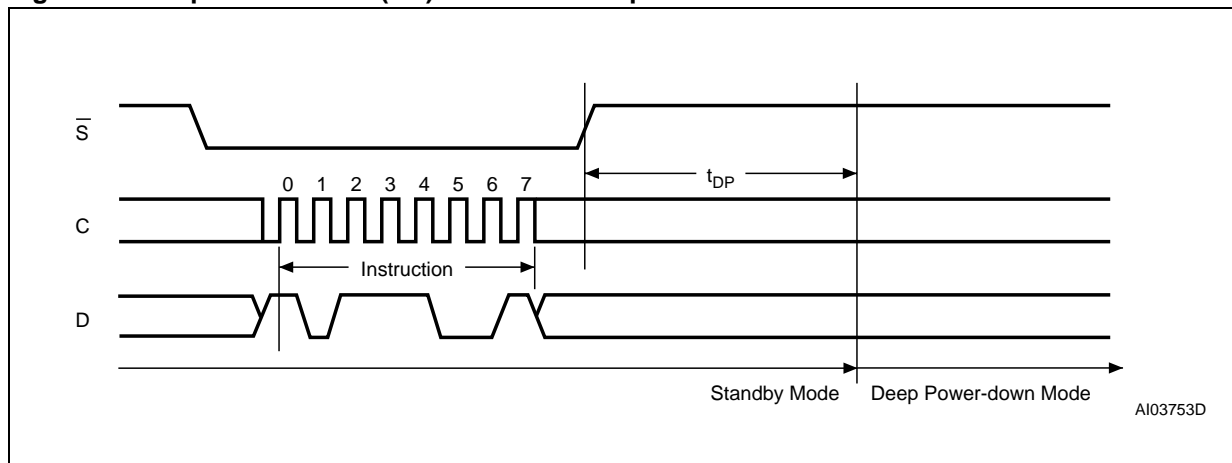 S
tDP
0 1 2 3 4 5 6 7
C
Instruction
D
Standby Mode Deep Power-down Mode
AI03753D